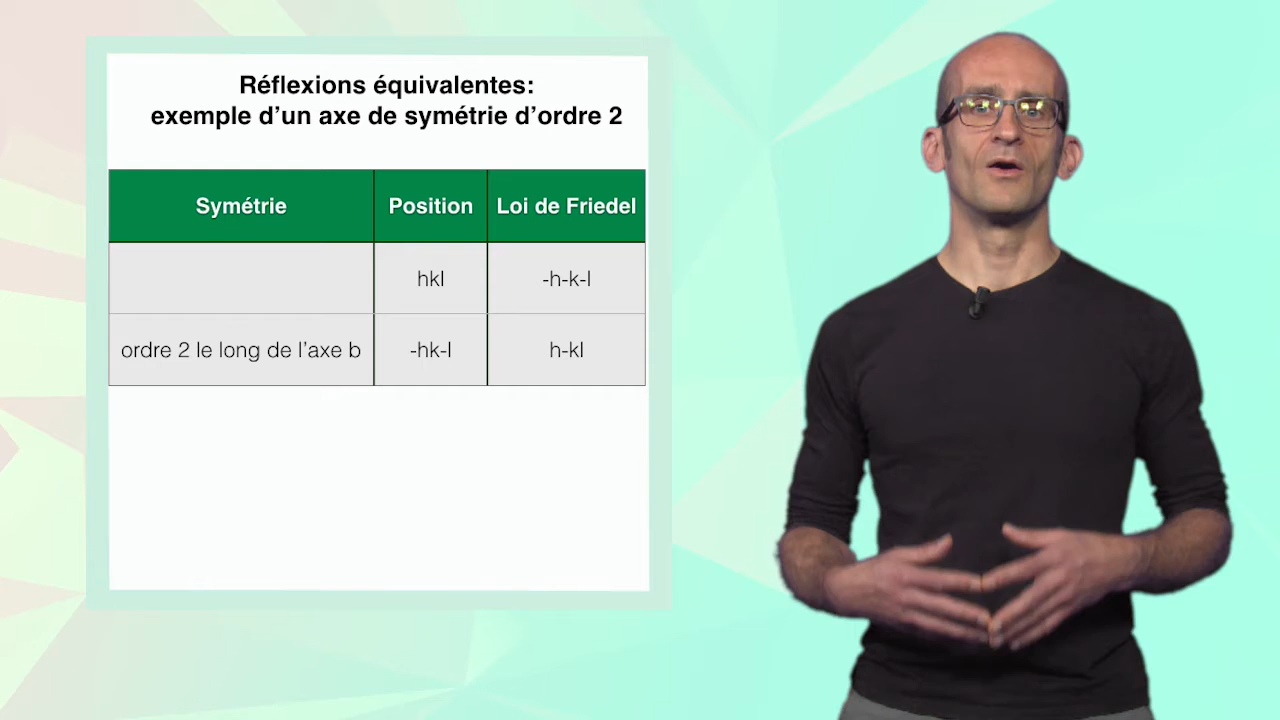 Réflexions équivalentes:
exemple d’un axe de symétrie d’ordre 2
Symétrie Position Loi de Friedel
hkl -h-k-l
ordre 2 le long de l’axe b -hk-l h-kl